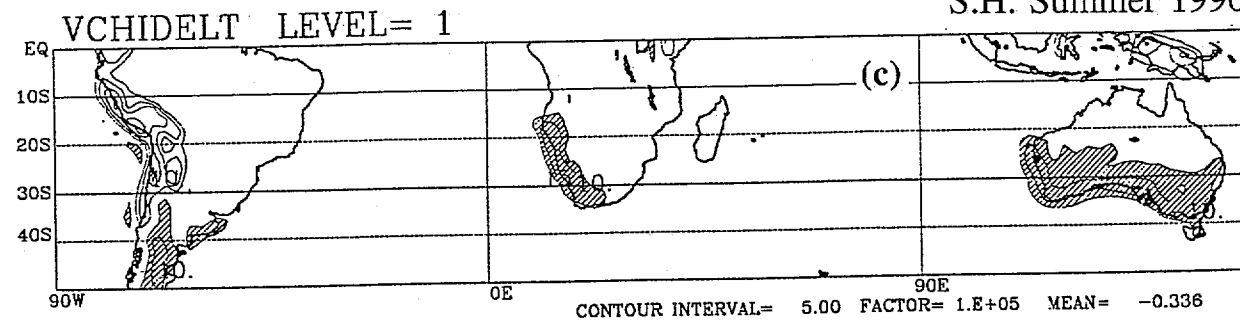 S.H. Summer 1990
VCHIDELT LEVEL= 1
EQ
(c)
10S
20S
30S
40S
90W
0E
90E
CONTOUR INTERVAL= 5.00 FACTOR= 1.E+05 MEAN= -0.336